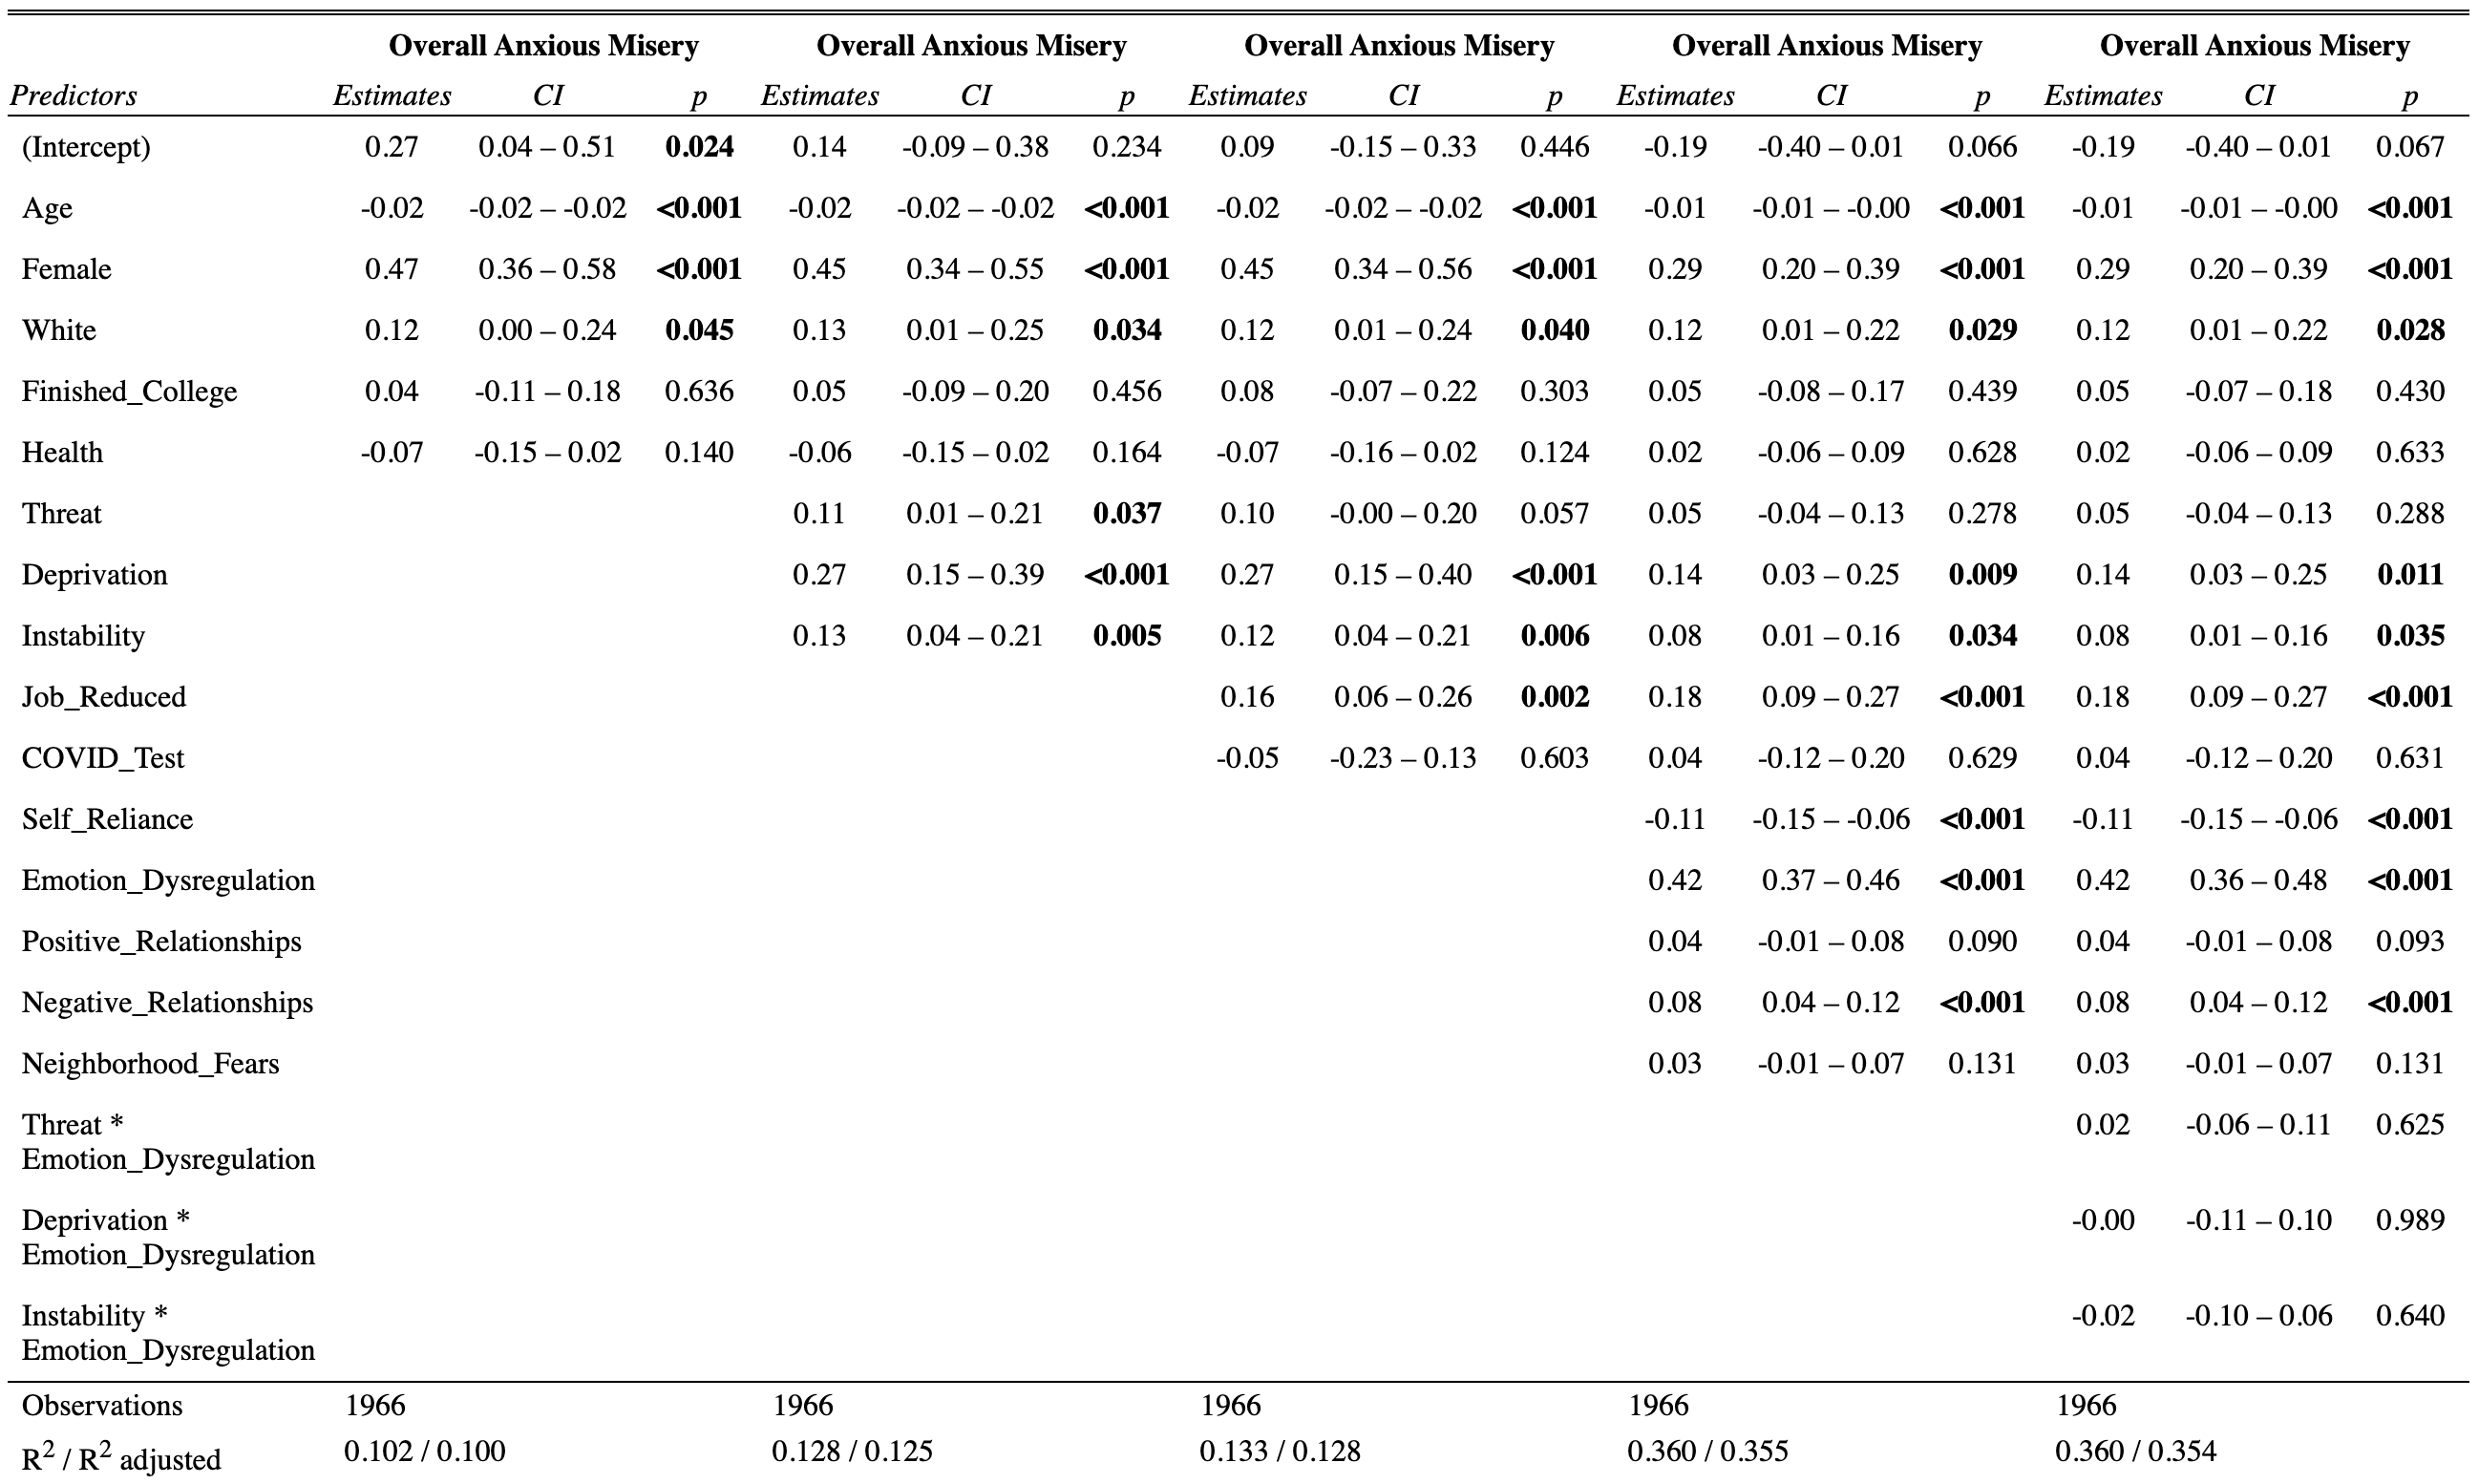 Overall Anxious Misery Overall Anxious Misery Overall Anxious Misery Overall Anxious Misery Overall Anxious Misery
Predictors Estimates CI p Estimates CI p Estimates CI p Estimates CI p Estimates CI p
(Intercept) 0.27 0.04 – 0.51 0.024 0.14 -0.09 – 0.38 0.234 0.09 -0.15 – 0.33 0.446 -0.19 -0.40 – 0.01 0.066 -0.19 -0.40 – 0.01 0.067
Age -0.02 -0.02 – -0.02 <0.001 -0.02 -0.02 – -0.02 <0.001 -0.02 -0.02 – -0.02 <0.001 -0.01 -0.01 – -0.00 <0.001 -0.01 -0.01 – -0.00 <0.001
Female 0.47 0.36 – 0.58 <0.001 0.45 0.34 – 0.55 <0.001 0.45 0.34 – 0.56 <0.001 0.29 0.20 – 0.39 <0.001 0.29 0.20 – 0.39 <0.001
White 0.12 0.00 – 0.24 0.045 0.13 0.01 – 0.25 0.034 0.12 0.01 – 0.24 0.040 0.12 0.01 – 0.22 0.029 0.12 0.01 – 0.22 0.028
Finished_College 0.04 -0.11 – 0.18 0.636 0.05 -0.09 – 0.20 0.456 0.08 -0.07 – 0.22 0.303 0.05 -0.08 – 0.17 0.439 0.05 -0.07 – 0.18 0.430
Health -0.07 -0.15 – 0.02 0.140 -0.06 -0.15 – 0.02 0.164 -0.07 -0.16 – 0.02 0.124 0.02 -0.06 – 0.09 0.628 0.02 -0.06 – 0.09 0.633
Threat 0.11 0.01 – 0.21 0.037 0.10 -0.00 – 0.20 0.057 0.05 -0.04 – 0.13 0.278 0.05 -0.04 – 0.13 0.288
Deprivation 0.27 0.15 – 0.39 <0.001 0.27 0.15 – 0.40 <0.001 0.14 0.03 – 0.25 0.009 0.14 0.03 – 0.25 0.011
Instability 0.13 0.04 – 0.21 0.005 0.12 0.04 – 0.21 0.006 0.08 0.01 – 0.16 0.034 0.08 0.01 – 0.16 0.035
Job_Reduced 0.16 0.06 – 0.26 0.002 0.18 0.09 – 0.27 <0.001 0.18 0.09 – 0.27 <0.001
COVID_Test -0.05 -0.23 – 0.13 0.603 0.04 -0.12 – 0.20 0.629 0.04 -0.12 – 0.20 0.631
Self_Reliance -0.11 -0.15 – -0.06 <0.001 -0.11 -0.15 – -0.06 <0.001
Emotion_Dysregulation 0.42 0.37 – 0.46 <0.001 0.42 0.36 – 0.48 <0.001
Positive_Relationships 0.04 -0.01 – 0.08 0.090 0.04 -0.01 – 0.08 0.093
Negative_Relationships 0.08 0.04 – 0.12 <0.001 0.08 0.04 – 0.12 <0.001
Neighborhood_Fears 0.03 -0.01 – 0.07 0.131 0.03 -0.01 – 0.07 0.131
Threat * 0.02 -0.06 – 0.11 0.625
Emotion_Dysregulation
Deprivation * -0.00 -0.11 – 0.10 0.989
Emotion_Dysregulation
Instability * -0.02 -0.10 – 0.06 0.640
Emotion_Dysregulation
Observations 1966 1966 1966 1966 1966
R² / R² adjusted 0.102 / 0.100 0.128 / 0.125 0.133 / 0.128 0.360 / 0.355 0.360 / 0.354